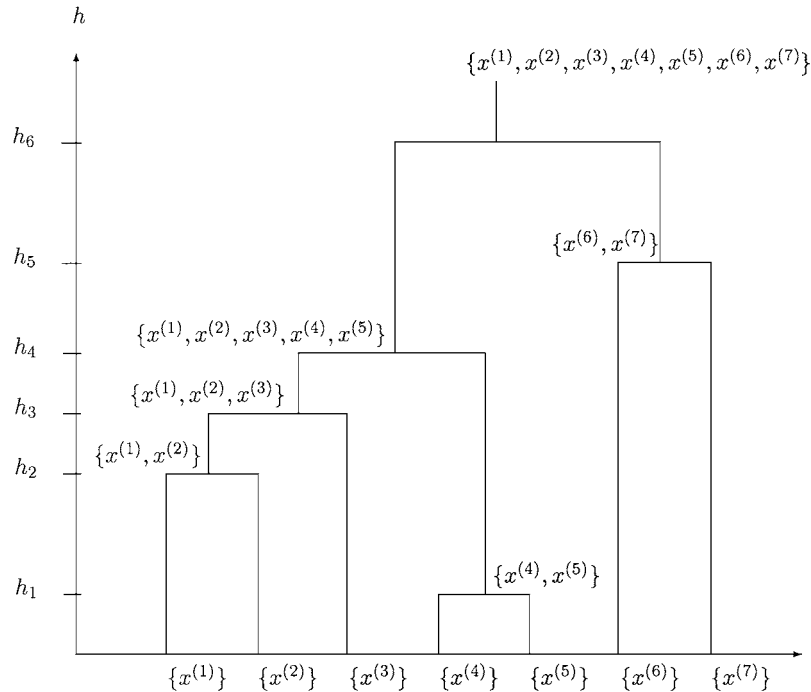 h
{x^(1), x^(2), x^(3), x^(4), x^(5), x^(6), x^(7)}
h_6
{x^(6), x^(7)}
h_5
{x^(1), x^(2), x^(3), x^(4), x^(5)}
h_4
{x^(1), x^(2), x^(3)}
h_3
{x^(1), x^(2)}
h_2
{x^(4), x^(5)}
h_1
{x^(1)} {x^(2)} {x^(3)} {x^(4)} {x^(5)} {x^(6)} {x^(7)}